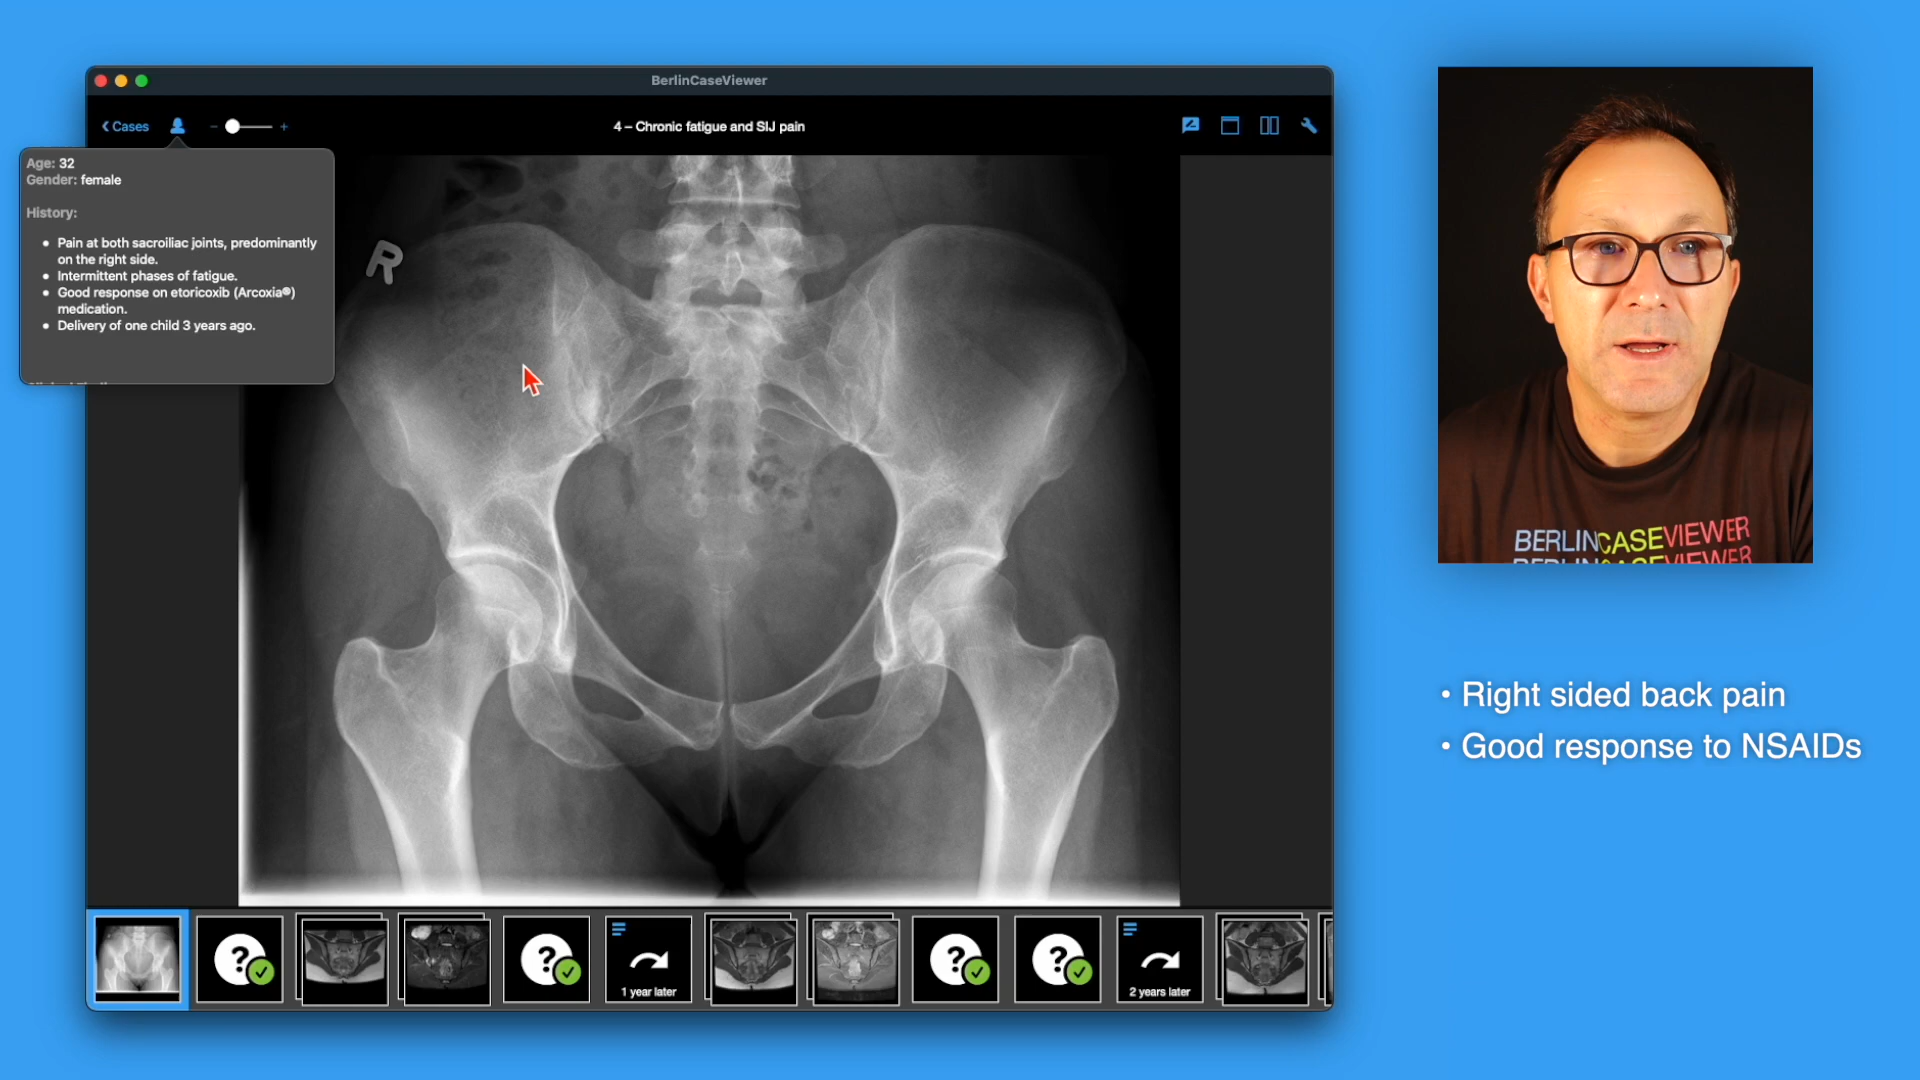 BerlinCaseViewer
Cases
4 – Chronic fatigue and SIJ pain
Age: 32
Gender: female
History:
• Pain at both sacroiliac joints, predominantly
on the right side.
• Intermittent phases of fatigue.
• Good response on etoricoxib (Arcoxia®)
medication.
• Delivery of one child 3 years ago.
R
?
?
1 year later
?
?
2 years later
BERLINCASEVIEWER
BERLINCASEVIEWER
• Right sided back pain
• Good response to NSAIDs